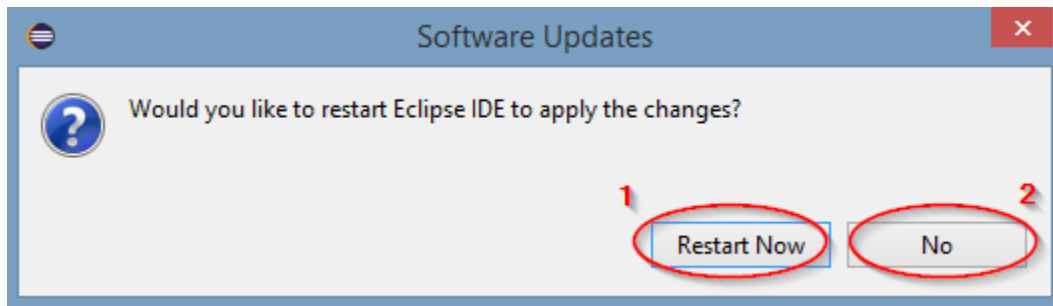 Software Updates
Would you like to restart Eclipse IDE to apply the changes?
1 2
Restart Now No